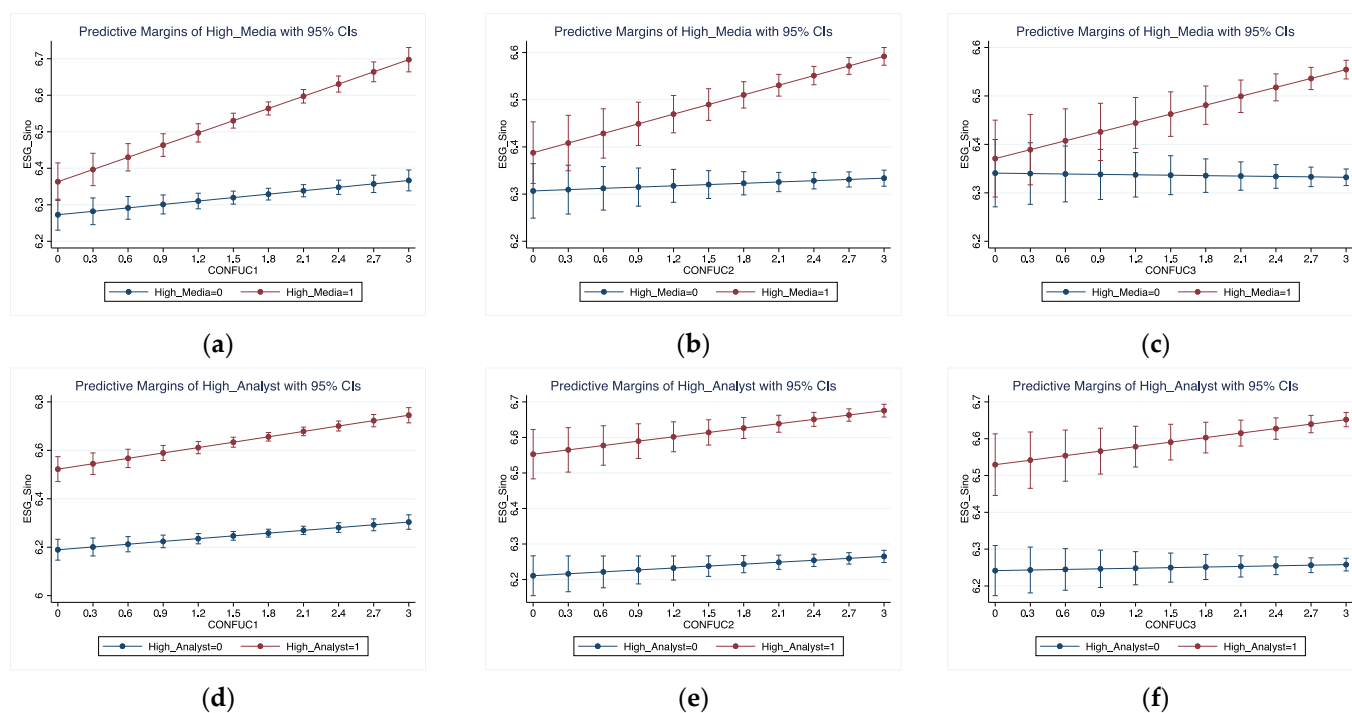 Predictive Margins of High_Media with 95% CIs
ESG_Sino
6.7
6.6
6.5
6.4
6.3
6.2
0 0.3 0.6 0.9 1.2 1.5 1.8 2.1 2.4 2.7 3
CONFUC1
High_Media=0 High_Media=1
(a)
Predictive Margins of High_Media with 95% CIs
ESG_Sino
6.6
6.5
6.4
6.3
6.2
0 0.3 0.6 0.9 1.2 1.5 1.8 2.1 2.4 2.7 3
CONFUC2
High_Media=0 High_Media=1
(b)
Predictive Margins of High_Media with 95% CIs
ESG_Sino
6.6
6.5
6.4
6.3
6.2
0 0.3 0.6 0.9 1.2 1.5 1.8 2.1 2.4 2.7 3
CONFUC3
High_Media=0 High_Media=1
(c)
Predictive Margins of High_Analyst with 95% CIs
ESG_Sino
6.8
6.6
6.4
6.2
6
0 0.3 0.6 0.9 1.2 1.5 1.8 2.1 2.4 2.7 3
CONFUC1
High_Analyst=0 High_Analyst=1
(d)
Predictive Margins of High_Analyst with 95% CIs
ESG_Sino
6.7
6.6
6.5
6.4
6.3
6.2
0 0.3 0.6 0.9 1.2 1.5 1.8 2.1 2.4 2.7 3
CONFUC2
High_Analyst=0 High_Analyst=1
(e)
Predictive Margins of High_Analyst with 95% CIs
ESG_Sino
6.7
6.6
6.5
6.4
6.3
6.2
0 0.3 0.6 0.9 1.2 1.5 1.8 2.1 2.4 2.7 3
CONFUC3
High_Analyst=0 High_Analyst=1
(f)